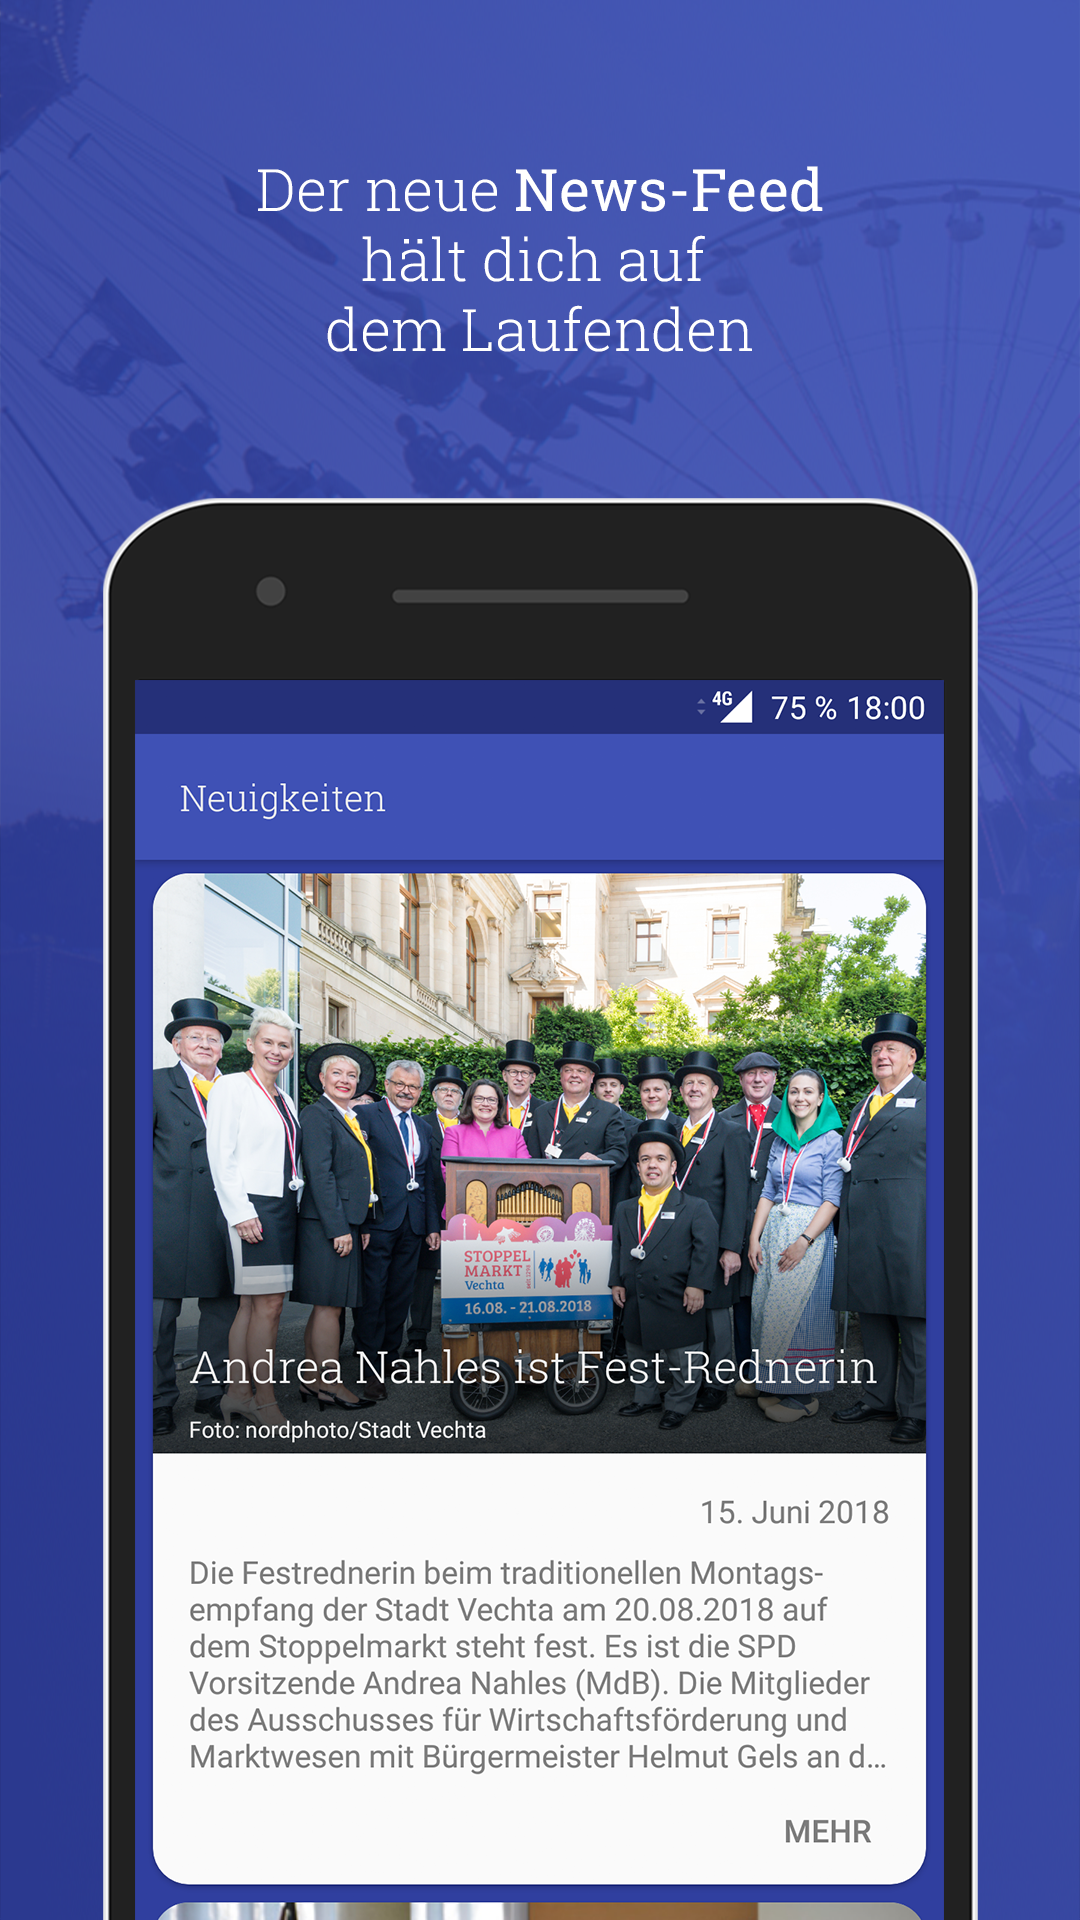 Der neue News-Feed
hält dich auf
dem Laufenden
4G 75 % 18:00
Neuigkeiten
STOPPEL
MARKT
Vechta
16.08. - 21.08.2018
Andrea Nahles ist Fest-Rednerin
Foto: nordphoto/Stadt Vechta
15. Juni 2018
Die Festrednerin beim traditionellen Montags-
empfang der Stadt Vechta am 20.08.2018 auf
dem Stoppelmarkt steht fest. Es ist die SPD
Vorsitzende Andrea Nahles (MdB). Die Mitglieder
des Ausschusses für Wirtschaftsförderung und
Marktwesen mit Bürgermeister Helmut Gels an d…
MEHR